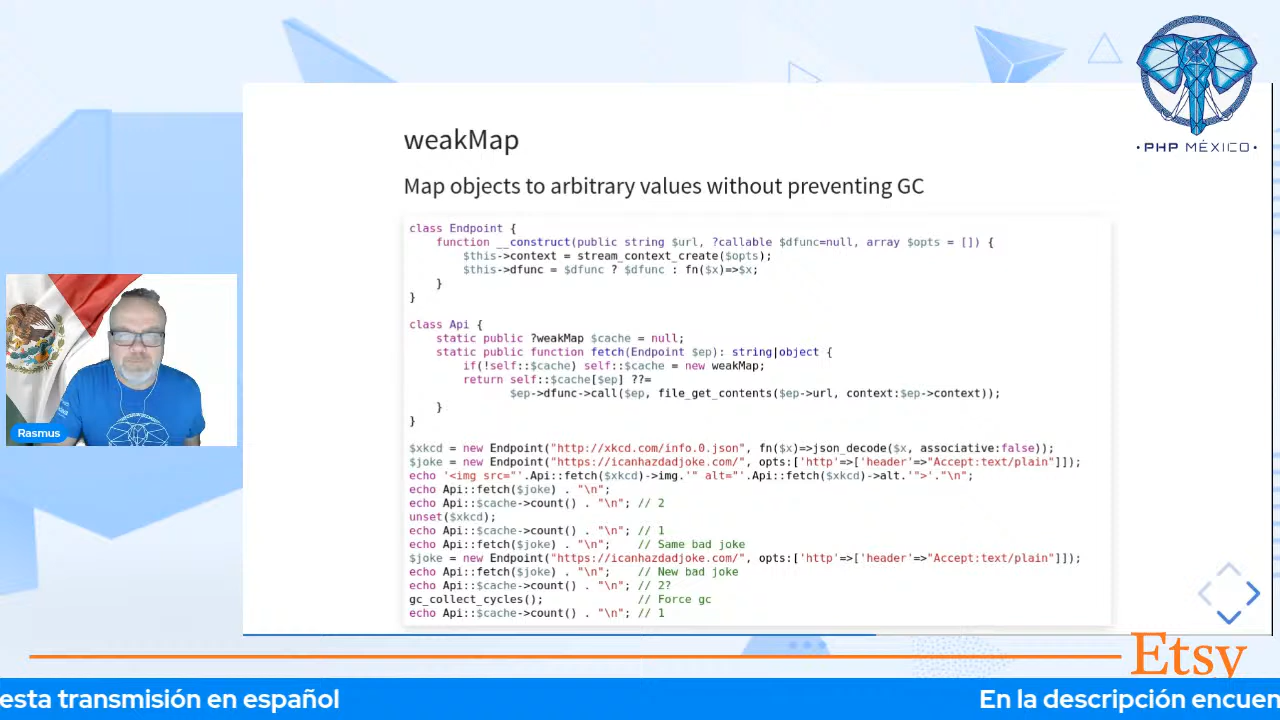 weakMap
Map objects to arbitrary values without preventing GC
class Endpoint {
    function __construct(public string $url, ?callable $dfunc=null, array $opts = []) {
        $this->context = stream_context_create($opts);
        $this->dfunc = $dfunc ? $dfunc : fn($x)=>$x;
    }
}
class Api {
    static public ?weakMap $cache = null;
    static public function fetch(Endpoint $ep): string|object {
        if(!self::$cache) self::$cache = new weakMap;
        return self::$cache[$ep] ??=
               $ep->dfunc->call($ep, file_get_contents($ep->url, context:$ep->context));
    }
}
$xkcd = new Endpoint("http://xkcd.com/info.0.json", fn($x)=>json_decode($x, associative:false));
$joke = new Endpoint("https://icanhazdadjoke.com/", opts:['http'=>['header'=>"Accept:text/plain"]]);
echo '<img src="'.Api::fetch($xkcd)->img.'" alt="'.Api::fetch($xkcd)->alt.'">'."\n";
echo Api::fetch($joke) . "\n";
echo Api::$cache->count() . "\n"; // 2
unset($xkcd);
echo Api::$cache->count() . "\n"; // 1
echo Api::fetch($joke) . "\n";    // Same bad joke
$joke = new Endpoint("https://icanhazdadjoke.com/", opts:['http'=>['header'=>"Accept:text/plain"]]);
echo Api::fetch($joke) . "\n";    // New bad joke
echo Api::$cache->count() . "\n"; // 2?
gc_collect_cycles();              // Force gc
echo Api::$cache->count() . "\n"; // 1
• PHP MÉXICO •
Rasmus
Etsy
esta transmisión en español
En la descripción encuen